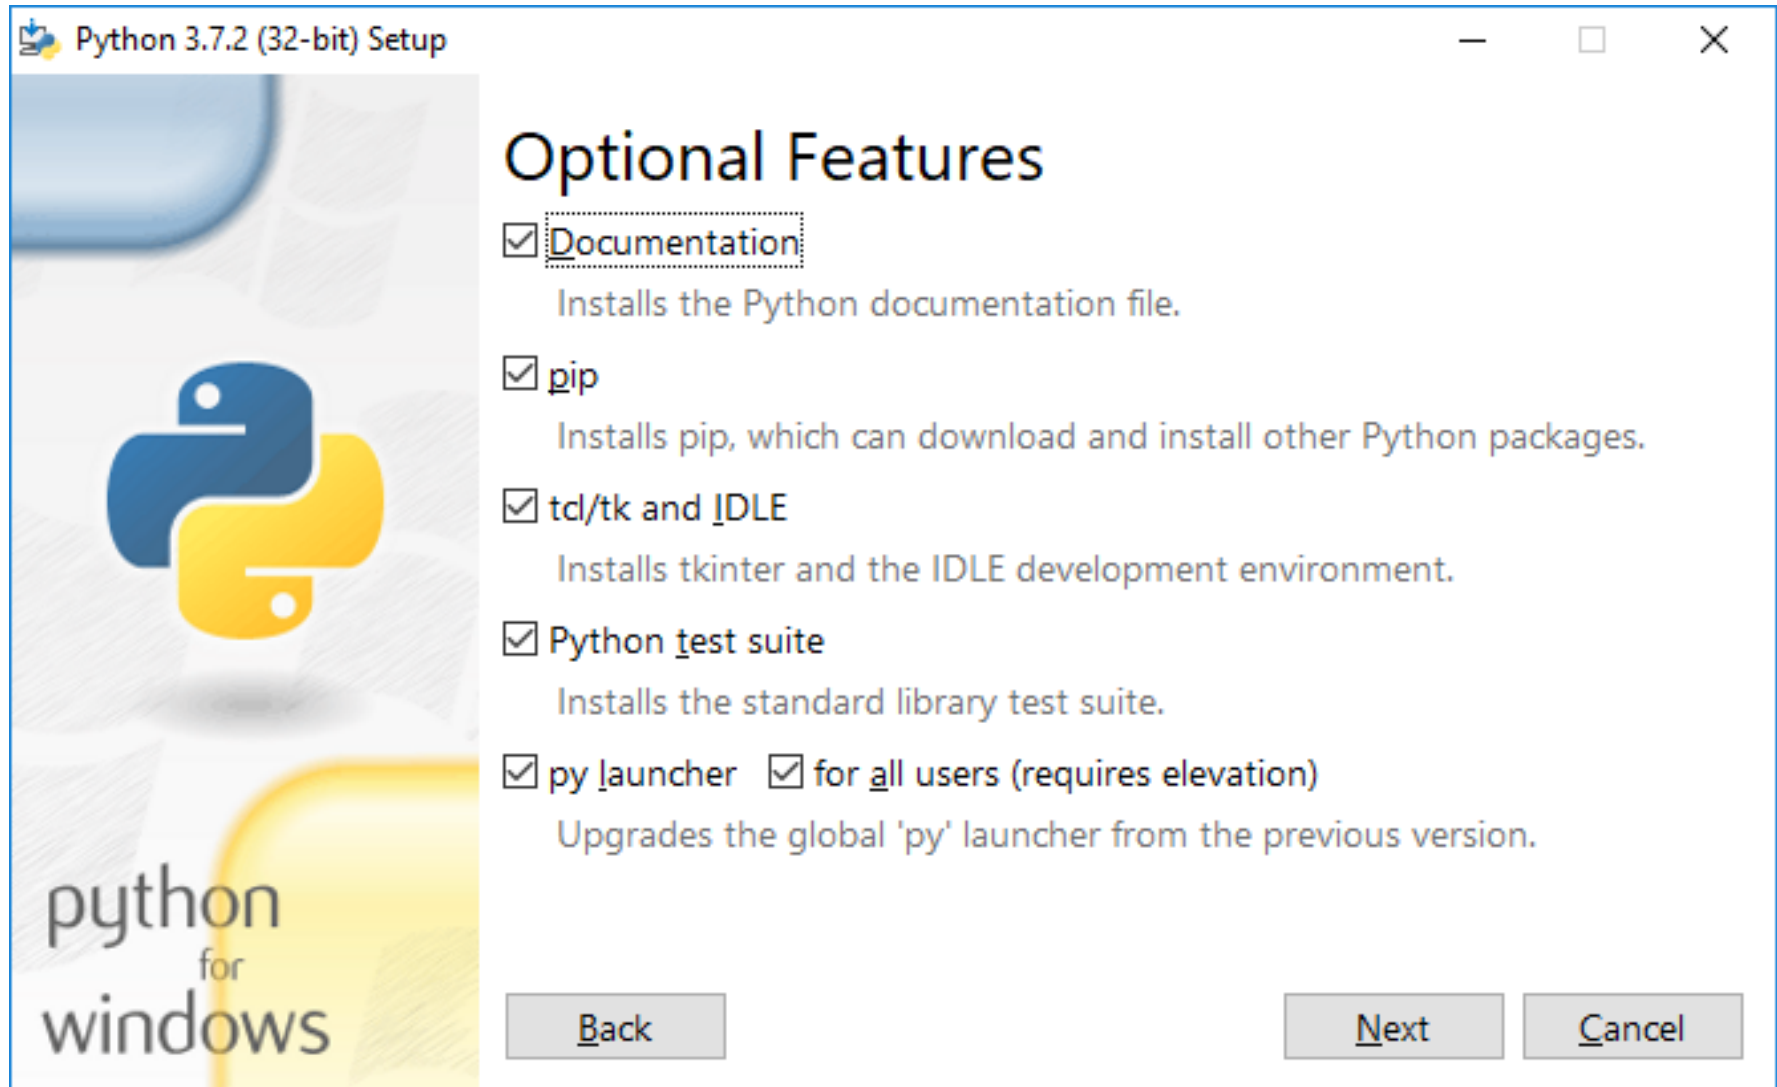 Python 3.7.2 (32-bit) Setup
Optional Features
Documentation
Installs the Python documentation file.
pip
Installs pip, which can download and install other Python packages.
tcl/tk and IDLE
Installs tkinter and the IDLE development environment.
Python test suite
Installs the standard library test suite.
py launcher for all users (requires elevation)
Upgrades the global 'py' launcher from the previous version.
python
for
windows
Back Next Cancel